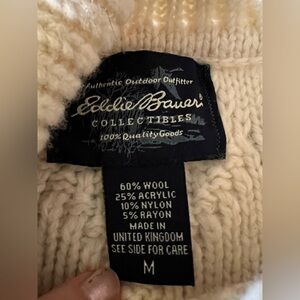 Authentic Outdoor Outfitter
Eddie Bauer
COLLECTIBLES
100% Quality Goods
60% WOOL
25% ACRYLIC
10% NYLON
5% RAYON
MADE IN
UNITED KINGDOM
SEE SIDE FOR CARE
M